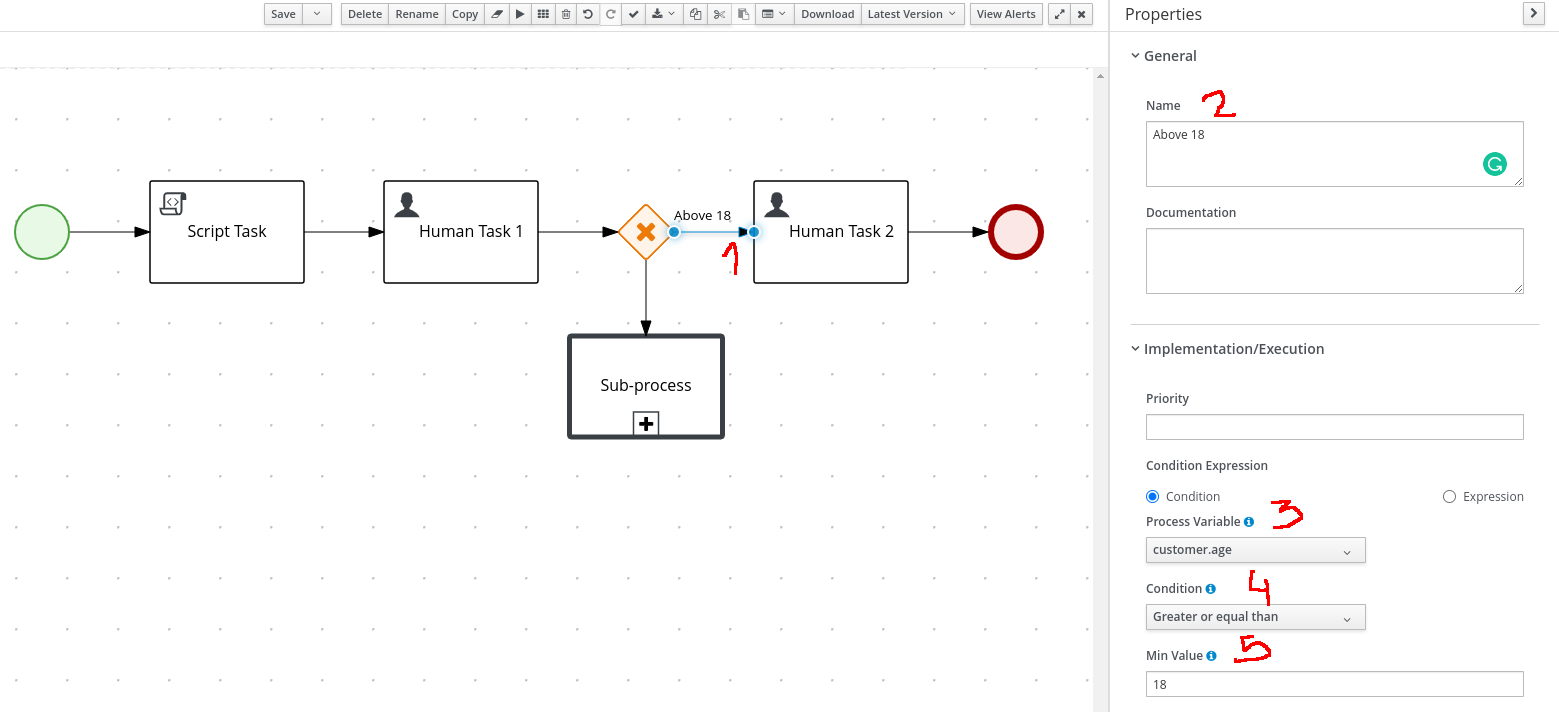 Save Delete Rename Copy Download Latest Version View Alerts
Properties
General
Name 2
Above 18
Documentation
Above 18
Script Task Human Task 1 Human Task 2
1
Sub-process
Implementation/Execution
Priority
Condition Expression
Condition Expression
Process Variable 3
customer.age
Condition 4
Greater or equal than
Min Value 5
18